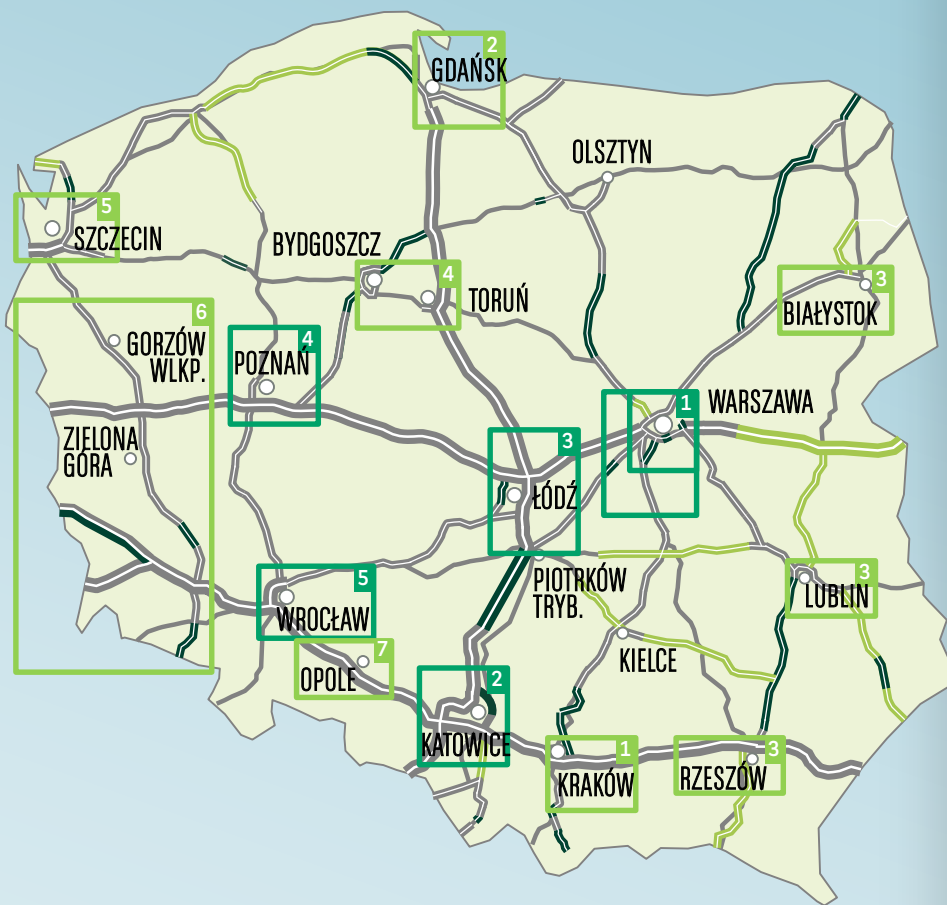 2
GDAŃSK
OLSZTYN
5
SZCZECIN
BYDGOSZCZ
4
TORUŃ
3
BIAŁYSTOK
6
GORZÓW
WLKP.
4
POZNAŃ
1
WARSZAWA
ZIELONA
GÓRA
3
ŁÓDŹ
PIOTRKÓW
TRYB.
3
LUBLIN
5
WROCŁAW
KIELCE
7
OPOLE
2
KATOWICE
1
KRAKÓW
3
RZESZÓW